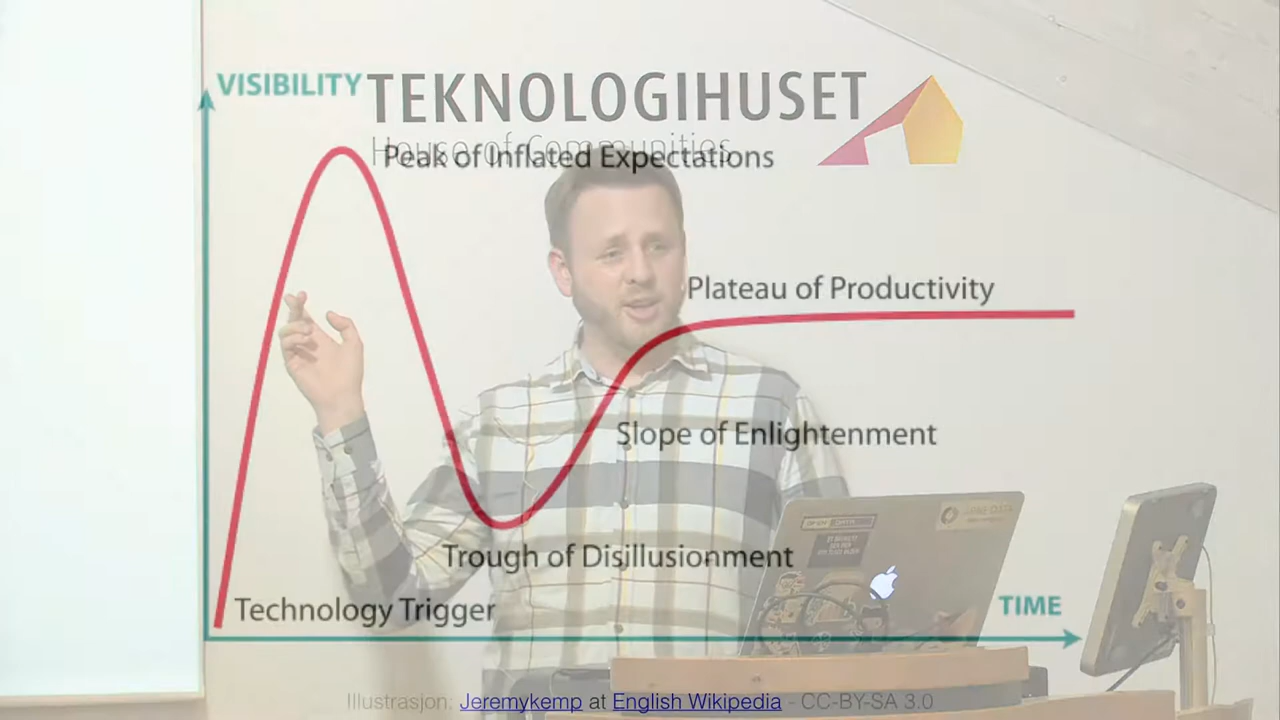 VISIBILITY
TEKNOLOGIHUSET
House of Communities
Peak of Inflated Expectations
Plateau of Productivity
Slope of Enlightenment
Trough of Disillusionment
Technology Trigger
TIME
Illustrasjon: Jeremykemp at English Wikipedia - CC-BY-SA 3.0